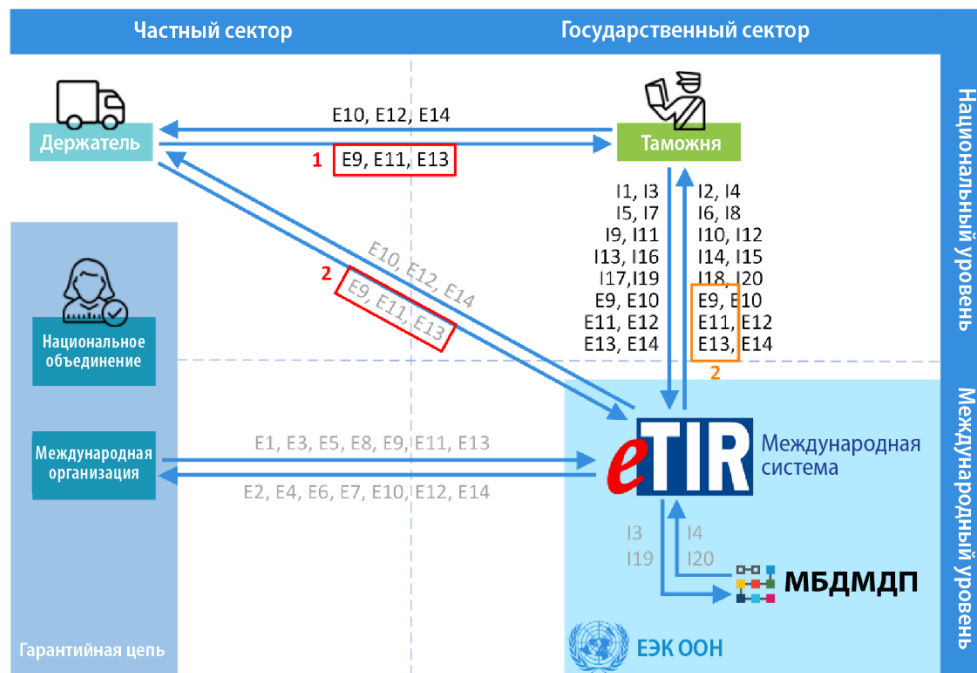 Частный сектор
Государственный сектор
Национальный уровень
Международный уровень
Держатель
E10, E12, E14
1
E9, E11, E13
Таможня
I1, I3
I5, I7
I9, I11
I13, I16
I17,I19
E9, E10
E11, E12
E13, E14
I2, I4
I6, I8
I10, I12
I14, I15
I18, I20
E9, E10
E11, E12
E13, E14
2
E10, E12, E14
2
E9, E11, E13
Национальное
объединение
Международная
организация
E1, E3, E5, E8, E9, E11, E13
E2, E4, E6, E7, E10, E12, E14
eTIR
Международная
система
I3
I19
I4
I20
МБДМДП
ЕЭК ООН
Гарантийная цепь